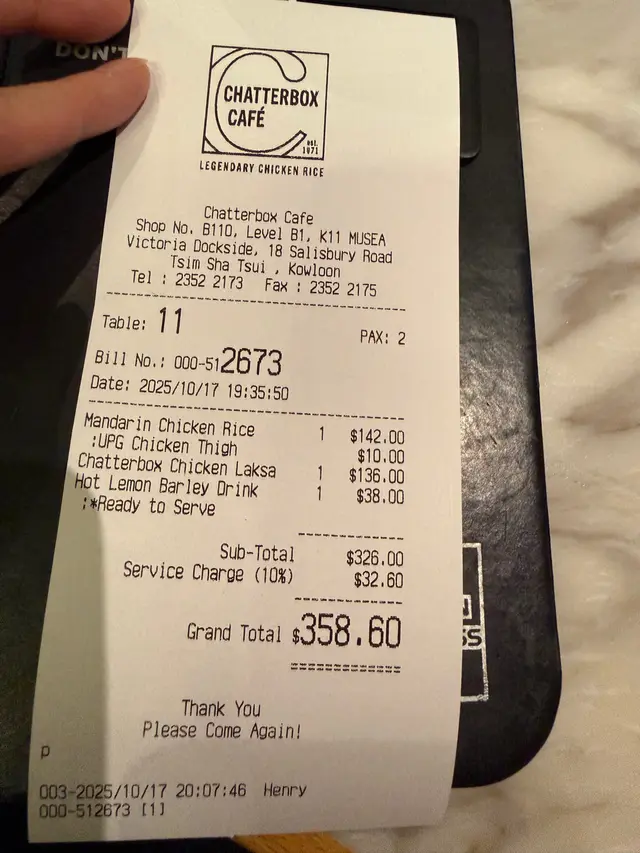 DON'T
CHATTERBOX
CAFÉ
est.
1971
LEGENDARY CHICKEN RICE
Chatterbox Cafe
Shop No. B110, Level B1, K11 MUSEA
Victoria Dockside, 18 Salisbury Road
Tsim Sha Tsui , Kowloon
Tel : 2352 2173 Fax : 2352 2175
Table: 11 PAX: 2
Bill No.: 000-512673
Date: 2025/10/17 19:35:50
Mandarin Chicken Rice 1 $142.00
:UPG Chicken Thigh $10.00
Chatterbox Chicken Laksa 1 $136.00
Hot Lemon Barley Drink 1 $38.00
:*Ready to Serve
Sub-Total $326.00
Service Charge (10%) $32.60
Grand Total $358.60
Thank You
Please Come Again!
p
003-2025/10/17 20:07:46 Henry
000-512673 [1]